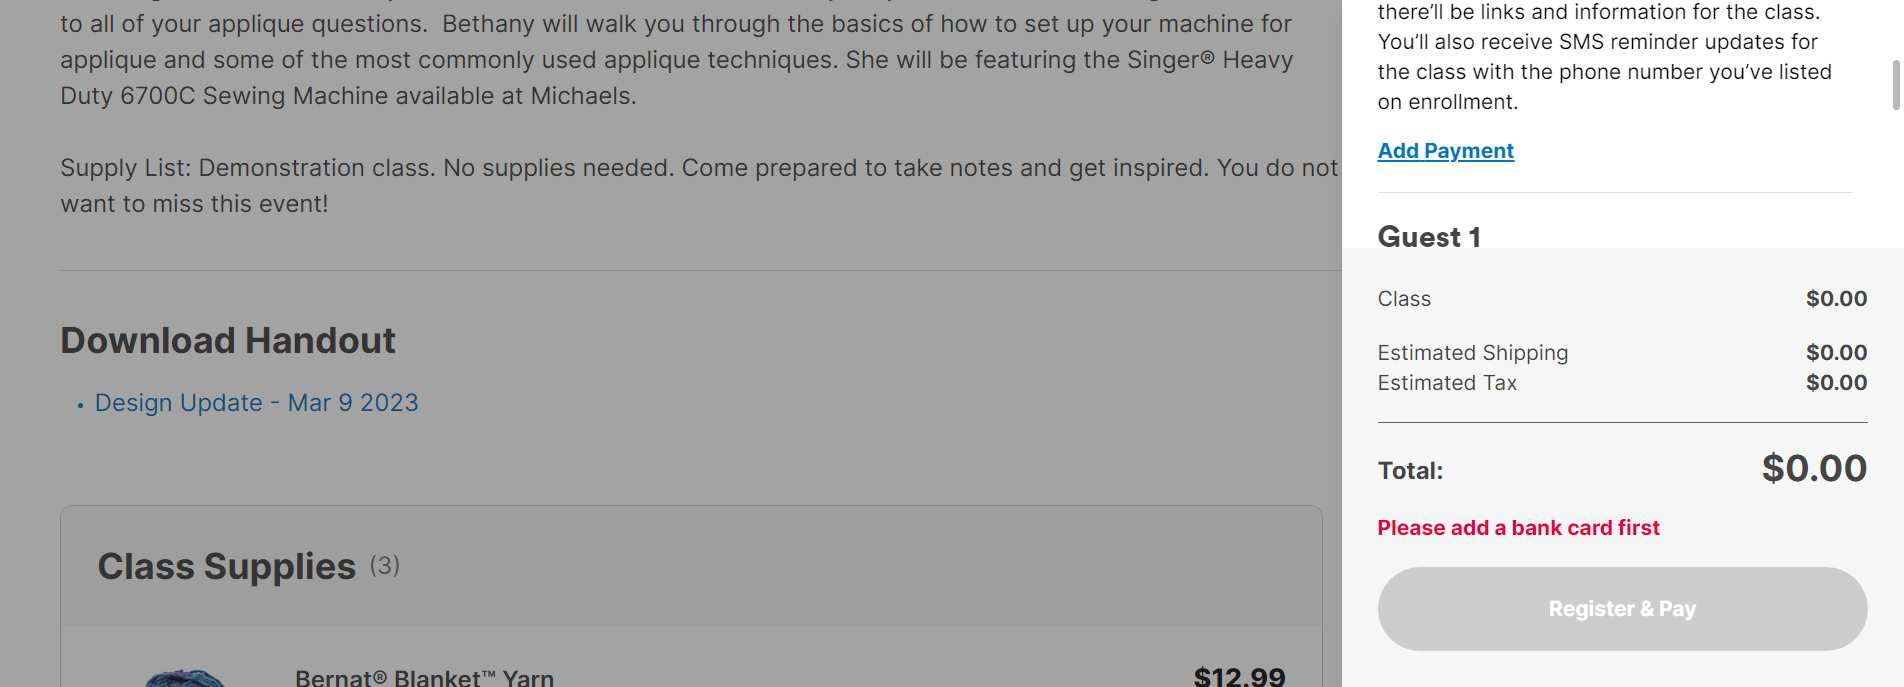 to all of your applique questions.  Bethany will walk you through the basics of how to set up your machine for
applique and some of the most commonly used applique techniques. She will be featuring the Singer® Heavy
Duty 6700C Sewing Machine available at Michaels.
Supply List: Demonstration class. No supplies needed. Come prepared to take notes and get inspired. You do not
want to miss this event!
Download Handout
• Design Update - Mar 9 2023
Class Supplies (3)
Bernat® Blanket™ Yarn
$12.99
there’ll be links and information for the class.
You’ll also receive SMS reminder updates for
the class with the phone number you’ve listed
on enrollment.
Add Payment
Guest 1
Class $0.00
Estimated Shipping $0.00
Estimated Tax $0.00
Total: $0.00
Please add a bank card first
Register & Pay